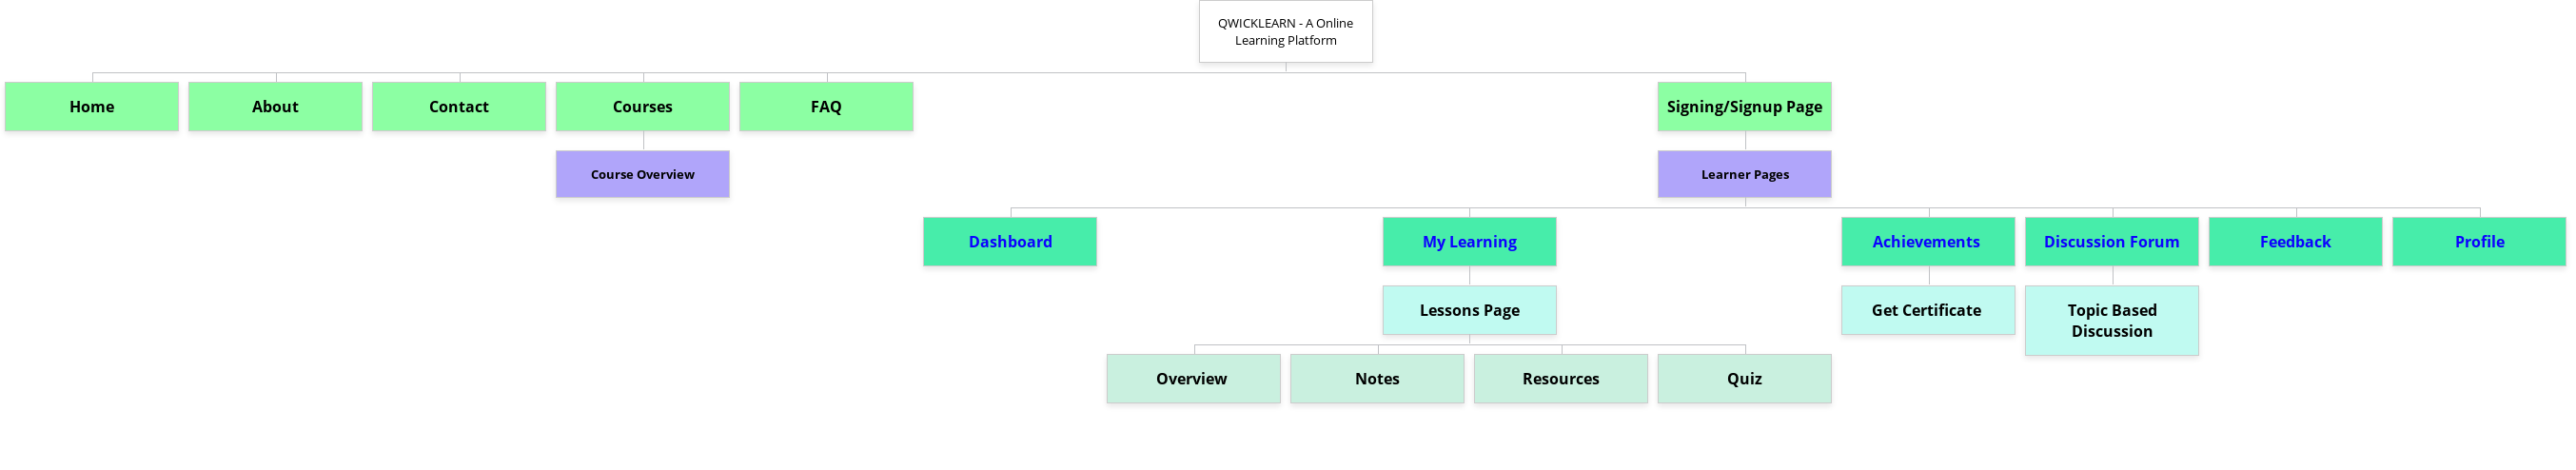 QWICKLEARN - A Online
Learning Platform
Home
About
Contact
Courses
FAQ
Signing/Signup Page
Course Overview
Learner Pages
Dashboard
My Learning
Achievements
Discussion Forum
Feedback
Profile
Lessons Page
Get Certificate
Topic Based
Discussion
Overview
Notes
Resources
Quiz